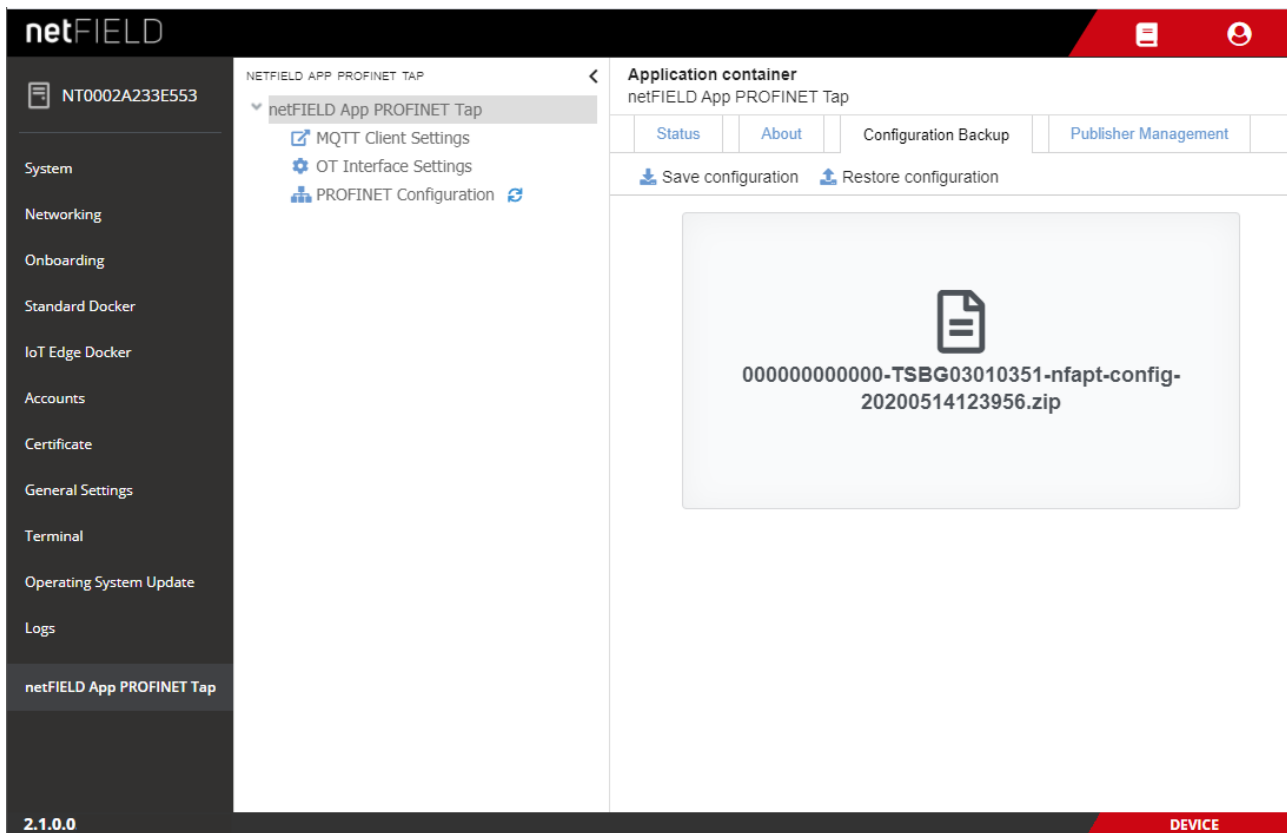 netFIELD
NT0002A233E553
System
Networking
Onboarding
Standard Docker
IoT Edge Docker
Accounts
Certificate
General Settings
Terminal
Operating System Update
Logs
netFIELD App PROFINET Tap
2.1.0.0
NETFIELD APP PROFINET TAP
netFIELD App PROFINET Tap
MQTT Client Settings
OT Interface Settings
PROFINET Configuration
Application container
netFIELD App PROFINET Tap
Status About Configuration Backup Publisher Management
Save configuration Restore configuration
000000000000-TSBG03010351-nfapt-config-
20200514123956.zip
DEVICE